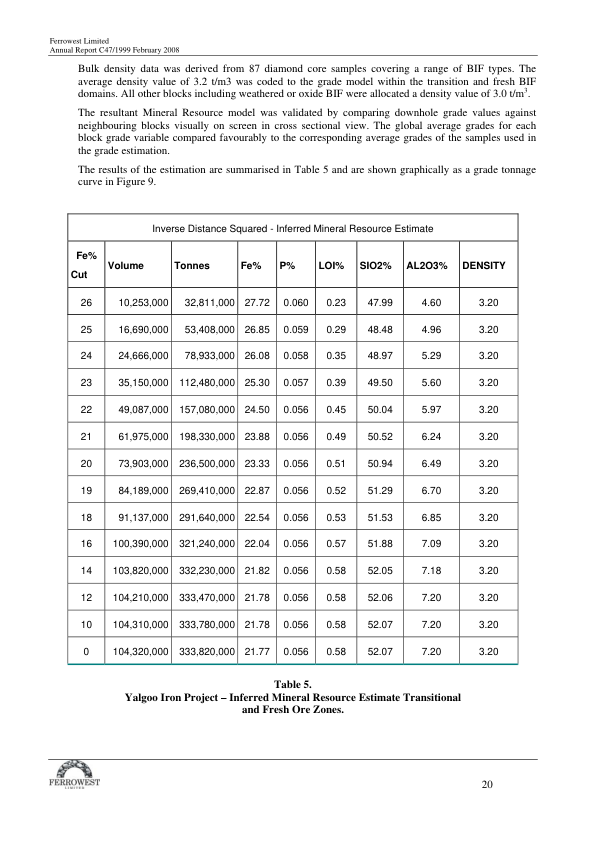 Ferrowest Limited
Annual Report C47/1999 February 2008
Bulk density data was derived from 87 diamond core samples covering a range of BIF types. The
average density value of 3.2 t/m3 was coded to the grade model within the transition and fresh BIF
domains. All other blocks including weathered or oxide BIF were allocated a density value of 3.0 t/m³.
The resultant Mineral Resource model was validated by comparing downhole grade values against
neighbouring blocks visually on screen in cross sectional view. The global average grades for each
block grade variable compared favourably to the corresponding average grades of the samples used in
the grade estimation.
The results of the estimation are summarised in Table 5 and are shown graphically as a grade tonnage
curve in Figure 9.
Inverse Distance Squared - Inferred Mineral Resource Estimate
Fe% Cut Volume Tonnes Fe% P% LOI% SIO2% AL2O3% DENSITY
26 10,253,000 32,811,000 27.72 0.060 0.23 47.99 4.60 3.20
25 16,690,000 53,408,000 26.85 0.059 0.29 48.48 4.96 3.20
24 24,666,000 78,933,000 26.08 0.058 0.35 48.97 5.29 3.20
23 35,150,000 112,480,000 25.30 0.057 0.39 49.50 5.60 3.20
22 49,087,000 157,080,000 24.50 0.056 0.45 50.04 5.97 3.20
21 61,975,000 198,330,000 23.88 0.056 0.49 50.52 6.24 3.20
20 73,903,000 236,500,000 23.33 0.056 0.51 50.94 6.49 3.20
19 84,189,000 269,410,000 22.87 0.056 0.52 51.29 6.70 3.20
18 91,137,000 291,640,000 22.54 0.056 0.53 51.53 6.85 3.20
16 100,390,000 321,240,000 22.04 0.056 0.57 51.88 7.09 3.20
14 103,820,000 332,230,000 21.82 0.056 0.58 52.05 7.18 3.20
12 104,210,000 333,470,000 21.78 0.056 0.58 52.06 7.20 3.20
10 104,310,000 333,780,000 21.78 0.056 0.58 52.07 7.20 3.20
0 104,320,000 333,820,000 21.77 0.056 0.58 52.07 7.20 3.20
Table 5.
Yalgoo Iron Project – Inferred Mineral Resource Estimate Transitional
and Fresh Ore Zones.
FERROWEST
LIMITED
20